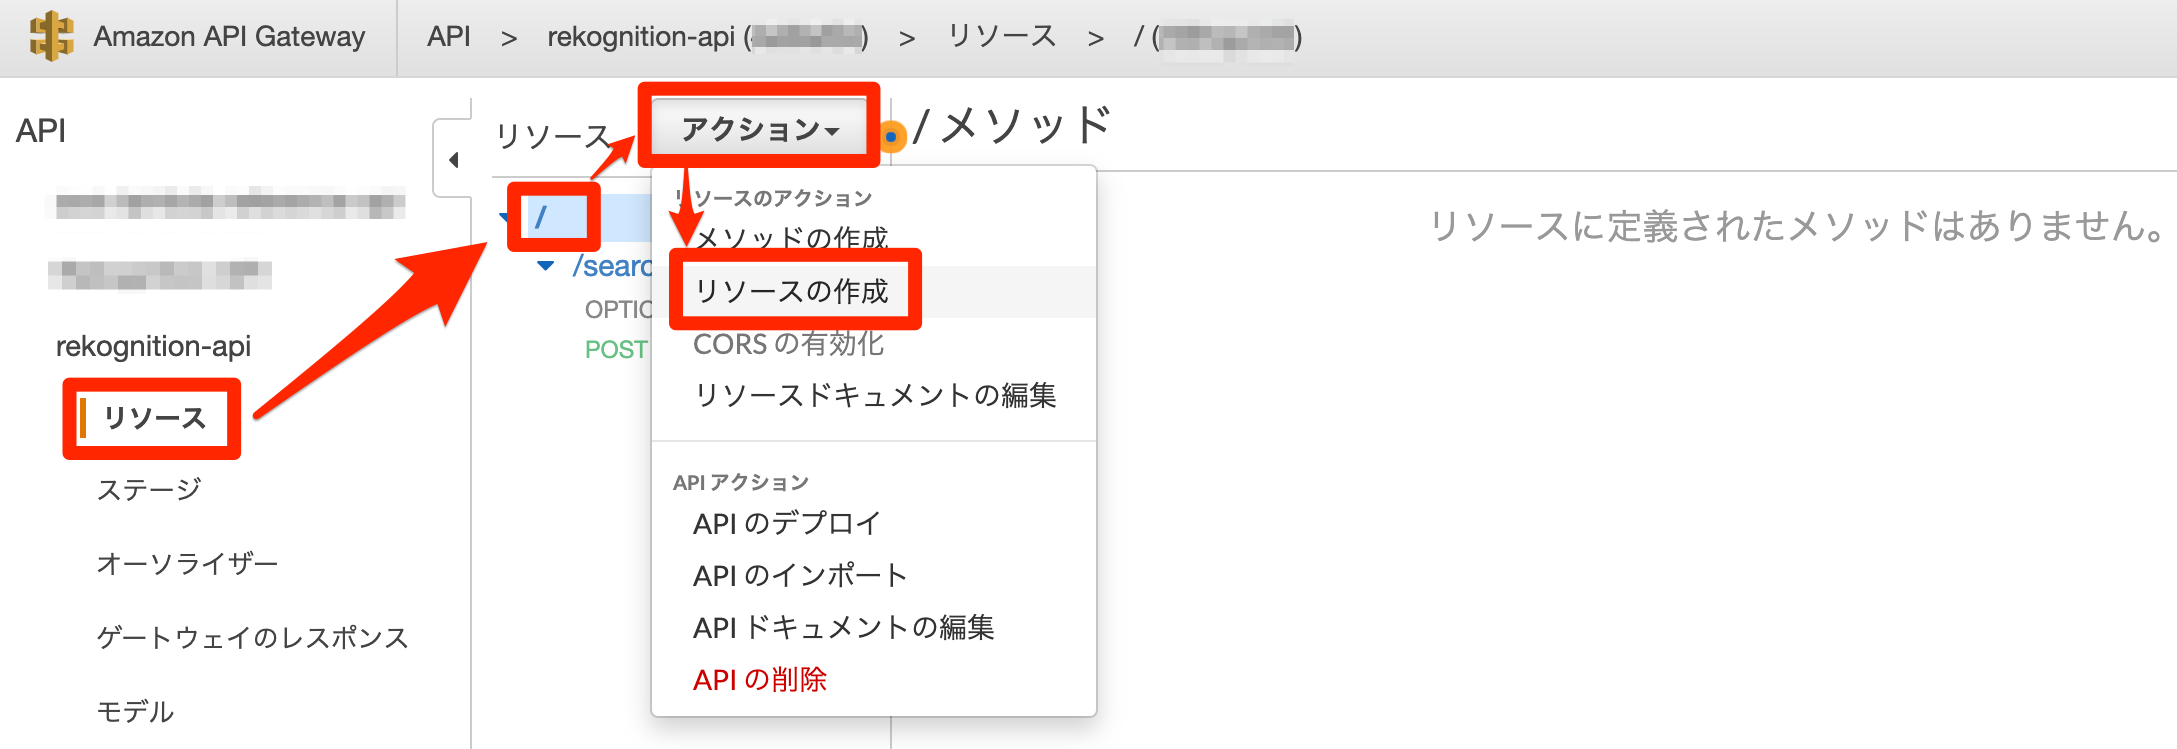 Amazon API Gateway
API > rekognition-api ( ) > リソース > / ( )
API
rekognition-api
リソース
ステージ
オーソライザー
ゲートウェイのレスポンス
モデル
リソース
アクション
/
OPTIO
POST
/ メソッド
リソースに定義されたメソッドはありません。
リソースのアクション
メソッドの作成
リソースの作成
CORS の有効化
リソースドキュメントの編集
API アクション
API のデプロイ
API のインポート
API ドキュメントの編集
API の削除